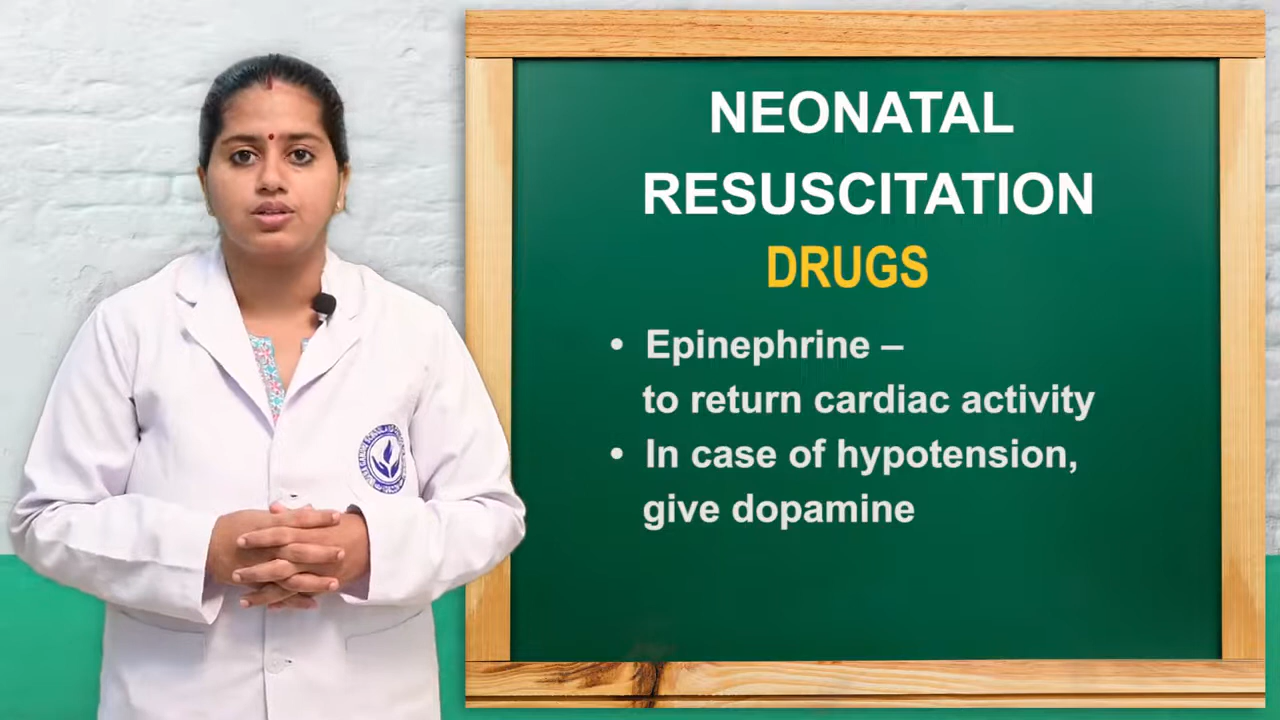 NEONATAL
RESUSCITATION
DRUGS
• Epinephrine –
to return cardiac activity
• In case of hypotension,
give dopamine